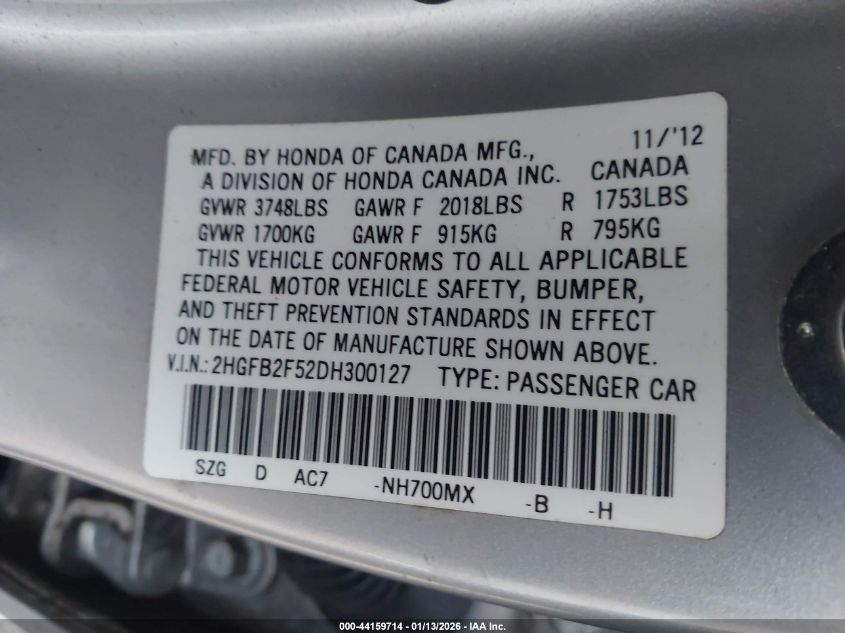 11/'12
MFD. BY HONDA OF CANADA MFG.,
A DIVISION OF HONDA CANADA INC. CANADA
GVWR 3748LBS GAWR F 2018LBS R 1753LBS
GVWR 1700KG GAWR F 915KG R 795KG
THIS VEHICLE CONFORMS TO ALL APPLICABLE
FEDERAL MOTOR VEHICLE SAFETY, BUMPER,
AND THEFT PREVENTION STANDARDS IN EFFECT
ON THE DATE OF MANUFACTURE SHOWN ABOVE.
V.I.N.: 2HGFB2F52DH300127 TYPE: PASSENGER CAR
SZG D AC7 -NH700MX -B -H
000-44159714 - 01/13/2026 - IAA Inc.